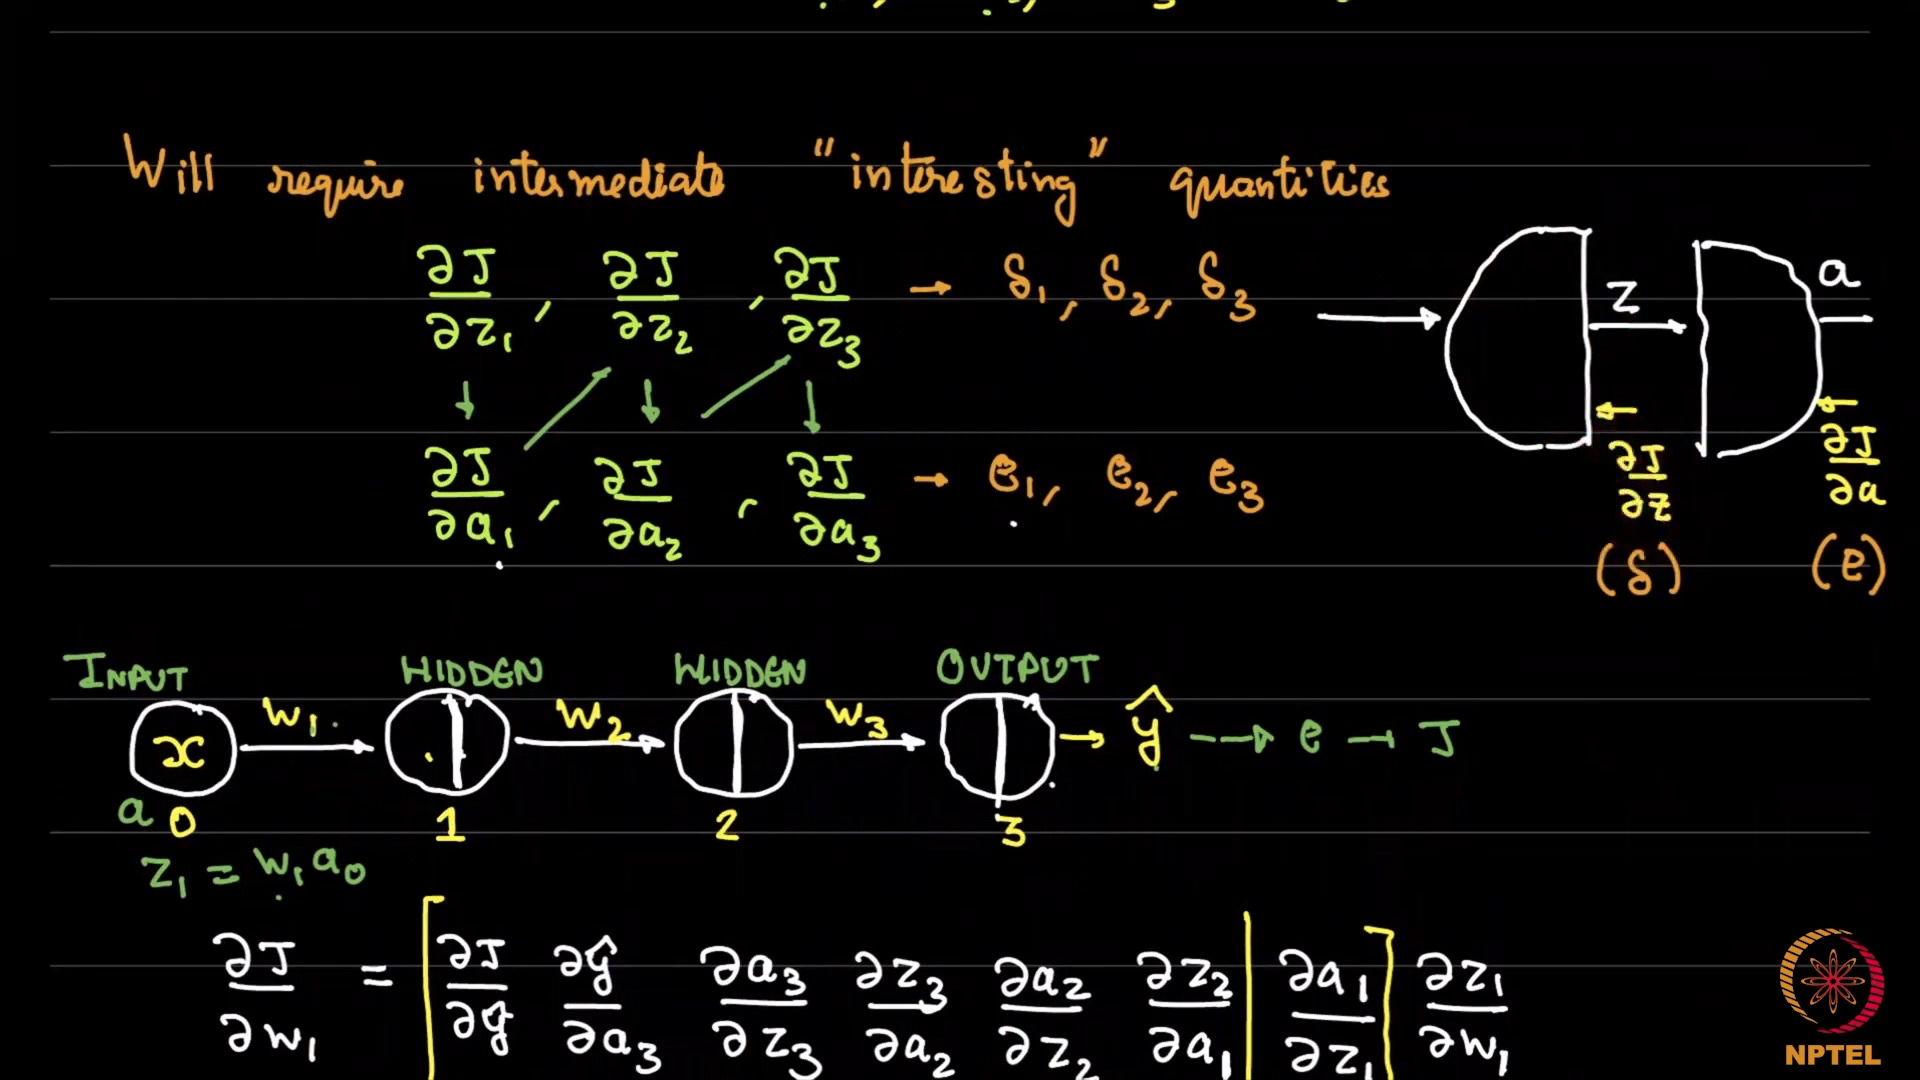 Will require intermediate "interesting" quantities
∂J/∂z₁, ∂J/∂z₂, ∂J/∂z₃ → δ₁, δ₂, δ₃
z a
∂J/∂a₁, ∂J/∂a₂, ∂J/∂a₃ → e₁, e₂, e₃
∂J/∂z ∂J/∂a
(δ) (e)
INPUT HIDDEN HIDDEN OUTPUT
x w₁ w₂ w₃ → ŷ --→ e → J
a 0 1 2 3
z₁ = w₁a₀
∂J/∂w₁ = [∂J/∂ŷ ∂ŷ/∂a₃ ∂a₃/∂z₃ ∂z₃/∂a₂ ∂a₂/∂z₂ ∂z₂/∂a₁ | ∂a₁/∂z₁] ∂z₁/∂w₁
NPTEL